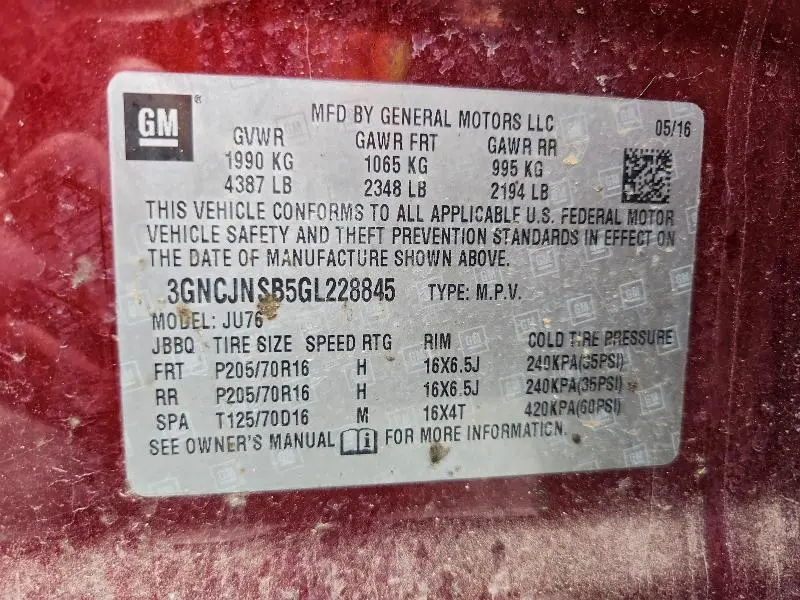 GM ®
MFD BY GENERAL MOTORS LLC 05/16
GVWR GAWR FRT GAWR RR
1990 KG 1065 KG 995 KG
4387 LB 2348 LB 2194 LB
THIS VEHICLE CONFORMS TO ALL APPLICABLE U.S. FEDERAL MOTOR
VEHICLE SAFETY AND THEFT PREVENTION STANDARDS IN EFFECT ON
THE DATE OF MANUFACTURE SHOWN ABOVE.
3GNCJNSB5GL228845 TYPE: M.P.V.
MODEL: JU76
JBBQ TIRE SIZE SPEED RTG RIM COLD TIRE PRESSURE
FRT P205/70R16 H 16X6.5J 240KPA(35PSI)
RR P205/70R16 H 16X6.5J 240KPA(35PSI)
SPA T125/70D16 M 16X4T 420KPA(60PSI)
SEE OWNER'S MANUAL FOR MORE INFORMATION.